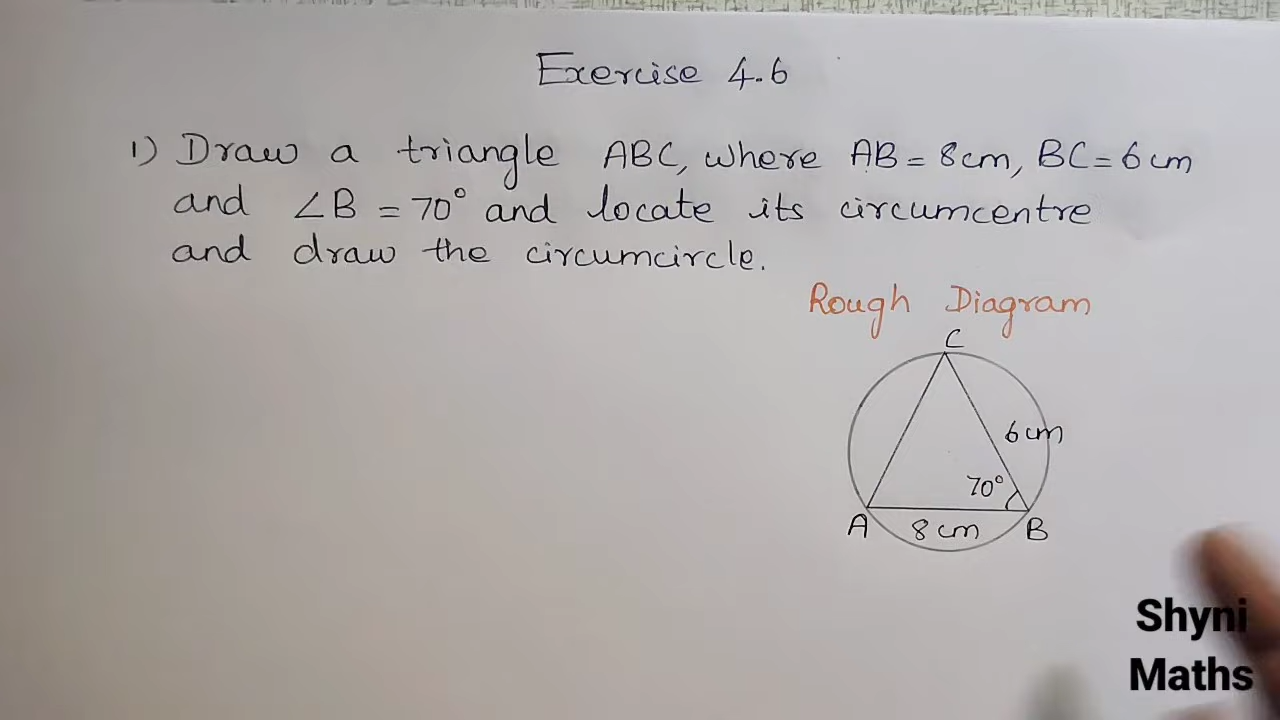 Exercise 4.6
1) Draw a triangle ABC, where AB = 8cm, BC = 6cm
and ∠B = 70° and locate its circumcentre
and draw the circumcircle.
Rough Diagram
C
6cm
70°
A 8cm B
Shyni
Maths